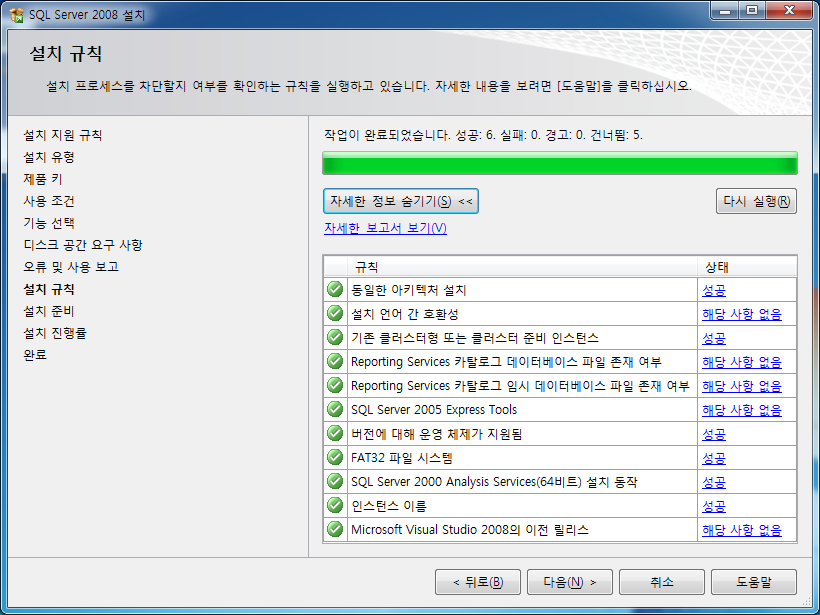 SQL Server 2008 설치
설치 규칙
설치 프로세스를 차단할지 여부를 확인하는 규칙을 실행하고 있습니다. 자세한 내용을 보려면 [도움말]을 클릭하십시오.
설치 지원 규칙
설치 유형
제품 키
사용 조건
기능 선택
디스크 공간 요구 사항
오류 및 사용 보고
설치 규칙
설치 준비
설치 진행률
완료
작업이 완료되었습니다. 성공: 6. 실패: 0. 경고: 0. 건너뜀: 5.
자세한 정보 숨기기(S) << 다시 실행(R)
자세한 보고서 보기(V)
규칙 상태
동일한 아키텍처 설치 성공
설치 언어 간 호환성 해당 사항 없음
기존 클러스터형 또는 클러스터 준비 인스턴스 성공
Reporting Services 카탈로그 데이터베이스 파일 존재 여부 해당 사항 없음
Reporting Services 카탈로그 임시 데이터베이스 파일 존재 여부 해당 사항 없음
SQL Server 2005 Express Tools 해당 사항 없음
버전에 대해 운영 체제가 지원됨 성공
FAT32 파일 시스템 성공
SQL Server 2000 Analysis Services(64비트) 설치 동작 성공
인스턴스 이름 성공
Microsoft Visual Studio 2008의 이전 릴리스 해당 사항 없음
< 뒤로(B) 다음(N) > 취소 도움말